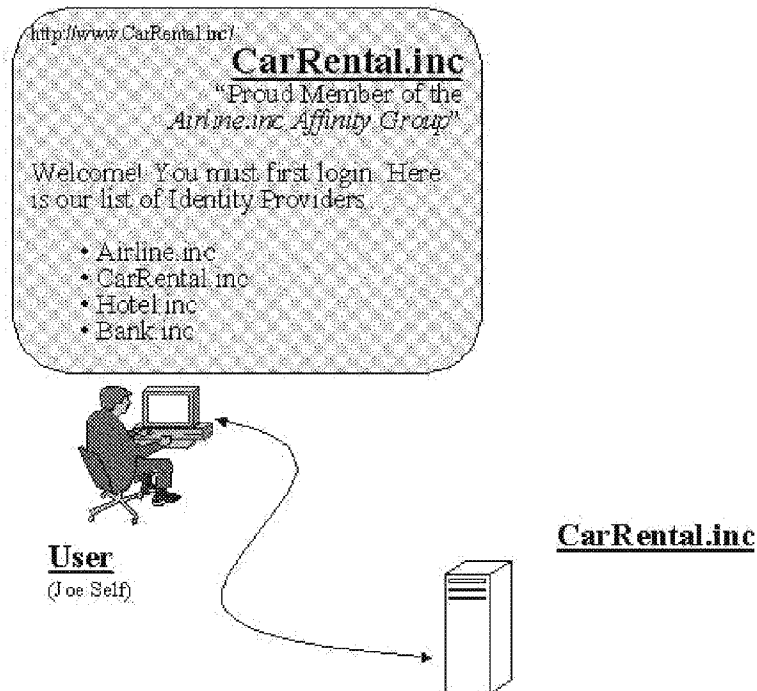 http://www.CarRental.inc/
CarRental.inc
"Proud Member of the
Airline.inc Affinity Group"
Welcome! You must first login. Here
is our list of Identity Providers.
• Airline.inc
• CarRental.inc
• Hotel.inc
• Bank.inc
User
(Joe Self)
CarRental.inc